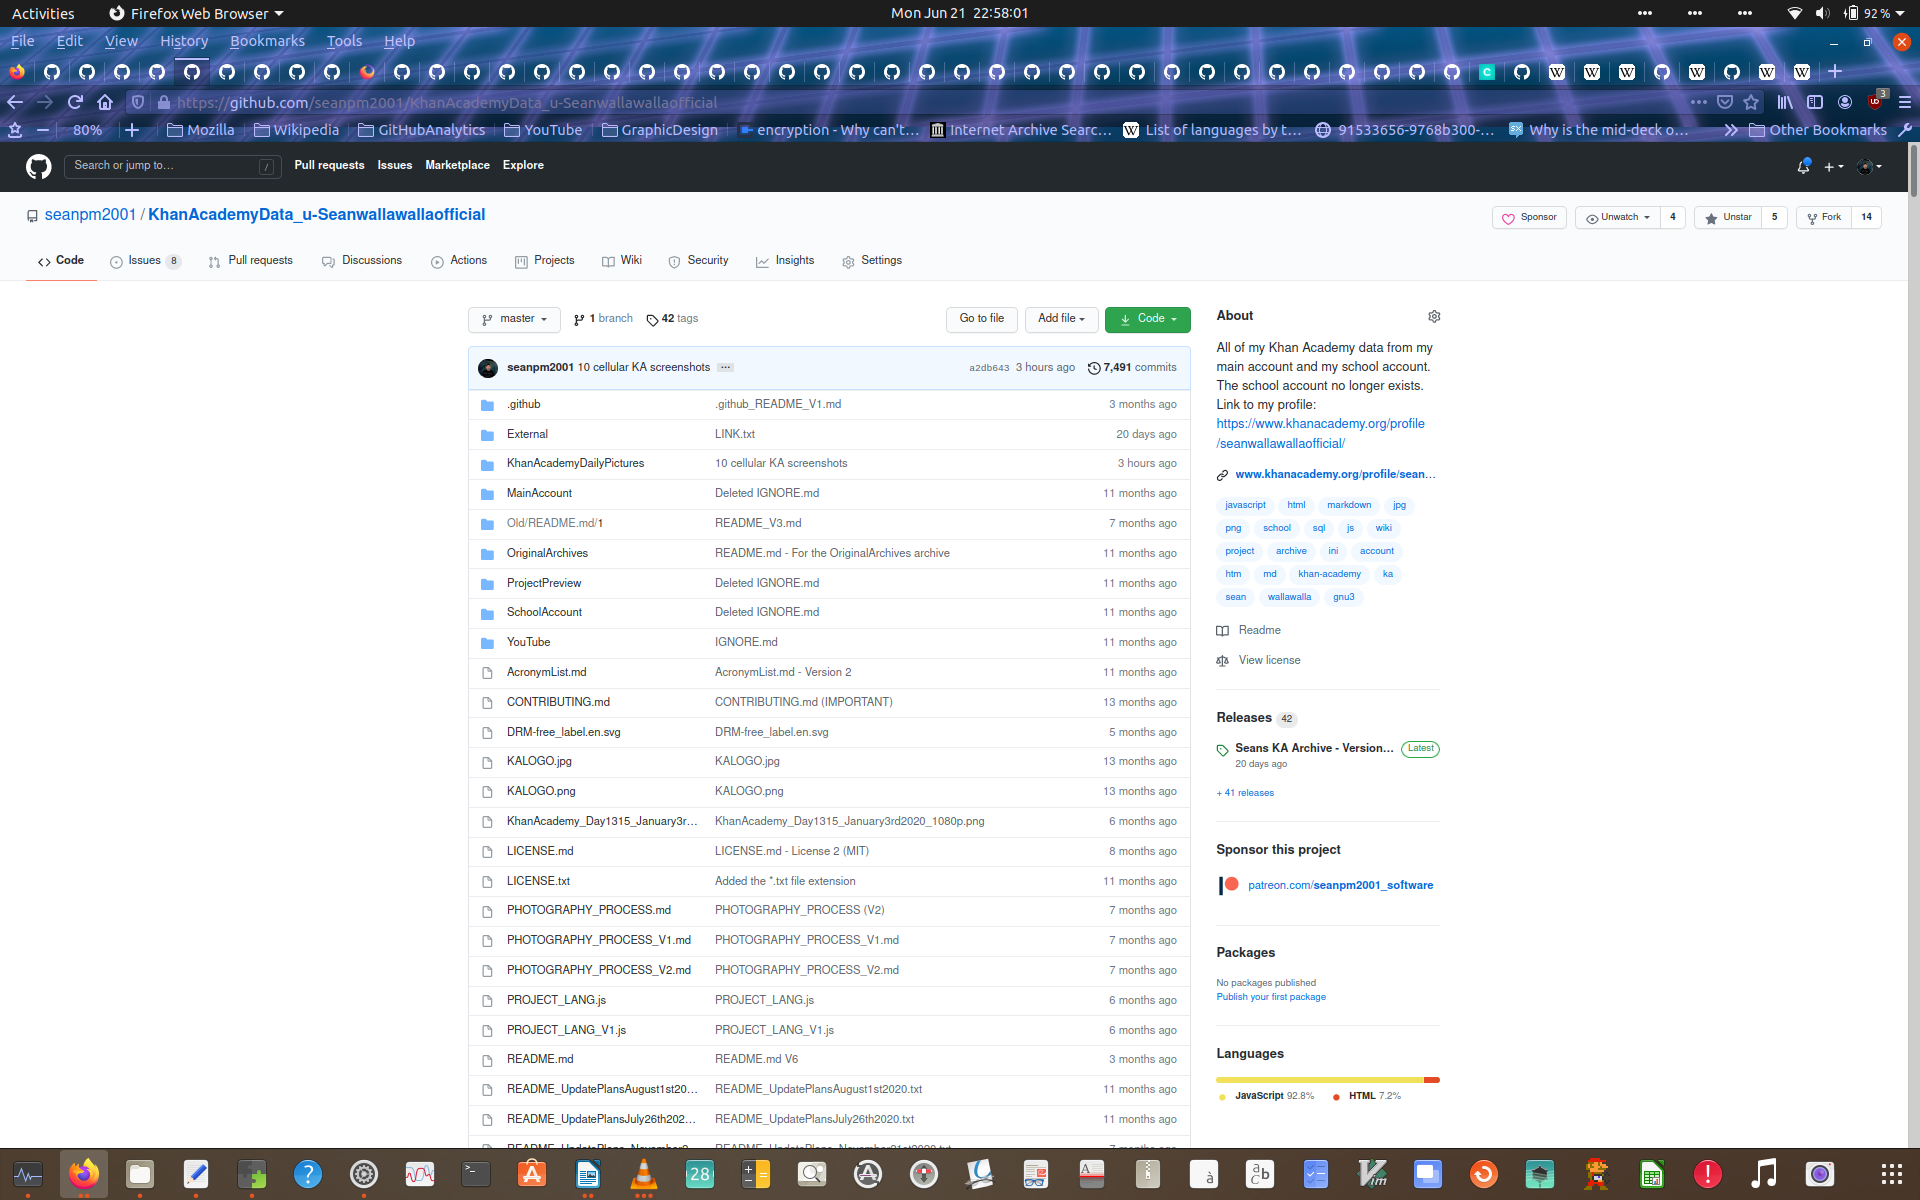 Activities Firefox Web Browser Mon Jun 21 22:58:01 92 %
File Edit View History Bookmarks Tools Help
https://github.com/seanpm2001/KhanAcademyData_u-Seanwallawallaofficial 3
80% Mozilla Wikipedia GitHubAnalytics YouTube GraphicDesign encryption - Why can't… Internet Archive Searc… List of languages by t… 91533656-9768b300-… Why is the mid-deck o… Other Bookmarks
Search or jump to… / Pull requests Issues Marketplace Explore
seanpm2001 / KhanAcademyData_u-Seanwallawallaofficial Sponsor Unwatch 4 Unstar 5 Fork 14
Code Issues 8 Pull requests Discussions Actions Projects Wiki Security Insights Settings
master 1 branch 42 tags Go to file Add file Code
seanpm2001 10 cellular KA screenshots ... a2db643 3 hours ago 7,491 commits
.github .github_README_V1.md 3 months ago
External LINK.txt 20 days ago
KhanAcademyDailyPictures 10 cellular KA screenshots 3 hours ago
MainAccount Deleted IGNORE.md 11 months ago
Old/README.md/1 README_V3.md 7 months ago
OriginalArchives README.md - For the OriginalArchives archive 11 months ago
ProjectPreview Deleted IGNORE.md 11 months ago
SchoolAccount Deleted IGNORE.md 11 months ago
YouTube IGNORE.md 11 months ago
AcronymList.md AcronymList.md - Version 2 11 months ago
CONTRIBUTING.md CONTRIBUTING.md (IMPORTANT) 13 months ago
DRM-free_label.en.svg DRM-free_label.en.svg 5 months ago
KALOGO.jpg KALOGO.jpg 13 months ago
KALOGO.png KALOGO.png 13 months ago
KhanAcademy_Day1315_January3r… KhanAcademy_Day1315_January3rd2020_1080p.png 6 months ago
LICENSE.md LICENSE.md - License 2 (MIT) 8 months ago
LICENSE.txt Added the *.txt file extension 11 months ago
PHOTOGRAPHY_PROCESS.md PHOTOGRAPHY_PROCESS (V2) 7 months ago
PHOTOGRAPHY_PROCESS_V1.md PHOTOGRAPHY_PROCESS_V1.md 7 months ago
PHOTOGRAPHY_PROCESS_V2.md PHOTOGRAPHY_PROCESS_V2.md 7 months ago
PROJECT_LANG.js PROJECT_LANG.js 6 months ago
PROJECT_LANG_V1.js PROJECT_LANG_V1.js 6 months ago
README.md README.md V6 3 months ago
README_UpdatePlansAugust1st20… README_UpdatePlansAugust1st2020.txt 11 months ago
README_UpdatePlansJuly26th202… README_UpdatePlansJuly26th2020.txt 11 months ago
About
All of my Khan Academy data from my
main account and my school account.
The school account no longer exists.
Link to my profile:
https://www.khanacademy.org/profile
/seanwallawallaofficial/
www.khanacademy.org/profile/sean…
javascript html markdown jpg
png school sql js wiki
project archive ini account
htm md khan-academy ka
sean wallawalla gnu3
Readme
View license
Releases 42
Seans KA Archive - Version… Latest
20 days ago
+ 41 releases
Sponsor this project
patreon.com/seanpm2001_software
Packages
No packages published
Publish your first package
Languages
JavaScript 92.8% HTML 7.2%
28